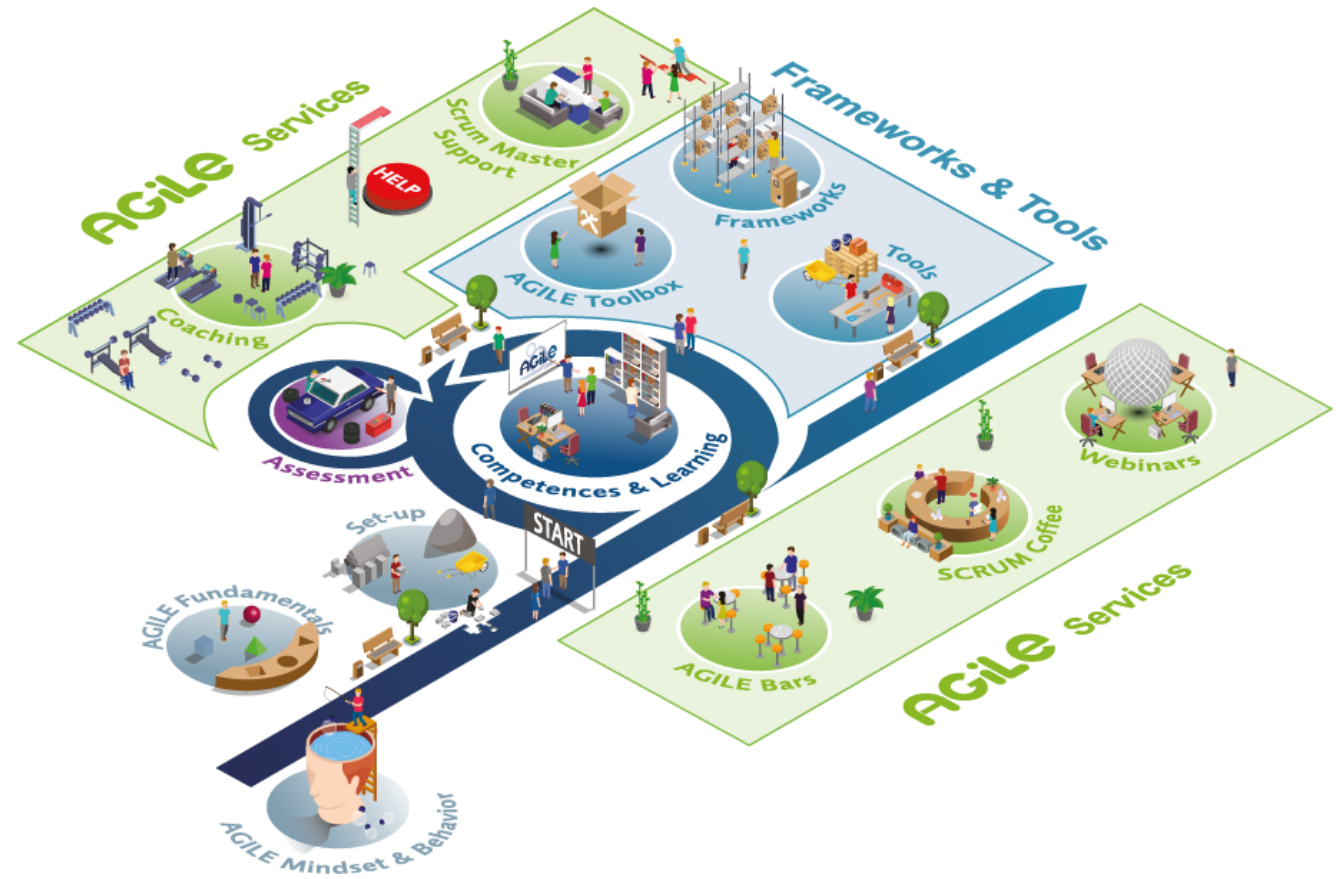 AGiLE Services
Scrum Master
Support
HELP
Coaching
Frameworks & Tools
Frameworks
AGILE Toolbox
Tools
AGiLE
Competences & Learning
Assessment
START
Set-up
AGILE Fundamentals
AGILE Mindset & Behavior
Webinars
SCRUM Coffee
AGILE Bars
AGiLE Services